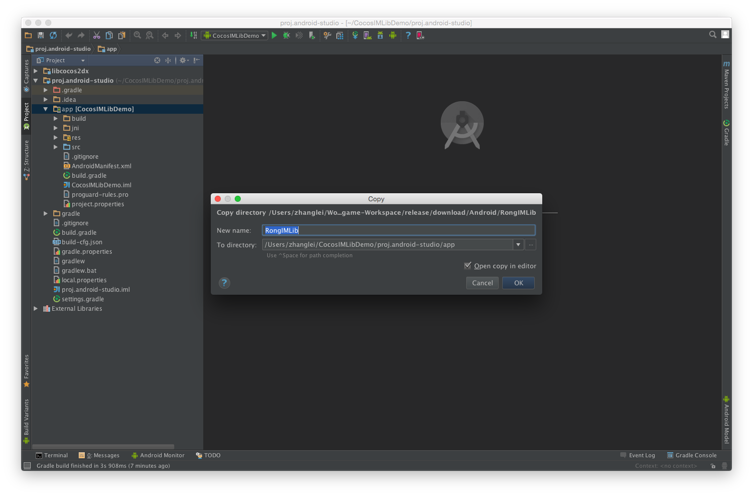 proj.android-studio - [~/CocosIMLibDemo/proj.android-studio]
CocosIMLibDemo
proj.android-studio app
Project
libcocos2dx
proj.android-studio (~/CocosIMLibDemo/proj.andr
.gradle
.idea
app [CocosIMLibDemo]
build
jni
res
src
.gitignore
AndroidManifest.xml
build.gradle
CocosIMLibDemo.iml
proguard-rules.pro
project.properties
gradle
.gitignore
build.gradle
build-cfg.json
gradle.properties
gradlew
gradlew.bat
local.properties
proj.android-studio.iml
settings.gradle
External Libraries
Captures
1: Project
7: Structure
Favorites
Build Variants
Maven Projects
Gradle
Android Model
Copy
Copy directory /Users/zhanglei/Wo...game-Workspace/release/download/Android/RongIMLib
New name: RongIMLib
To directory: /Users/zhanglei/CocosIMLibDemo/proj.android-studio/app
Use ^Space for path completion
Open copy in editor
? Cancel OK
Terminal 0: Messages Android Monitor TODO Event Log Gradle Console
Gradle build finished in 3s 908ms (7 minutes ago) Context: <no context>